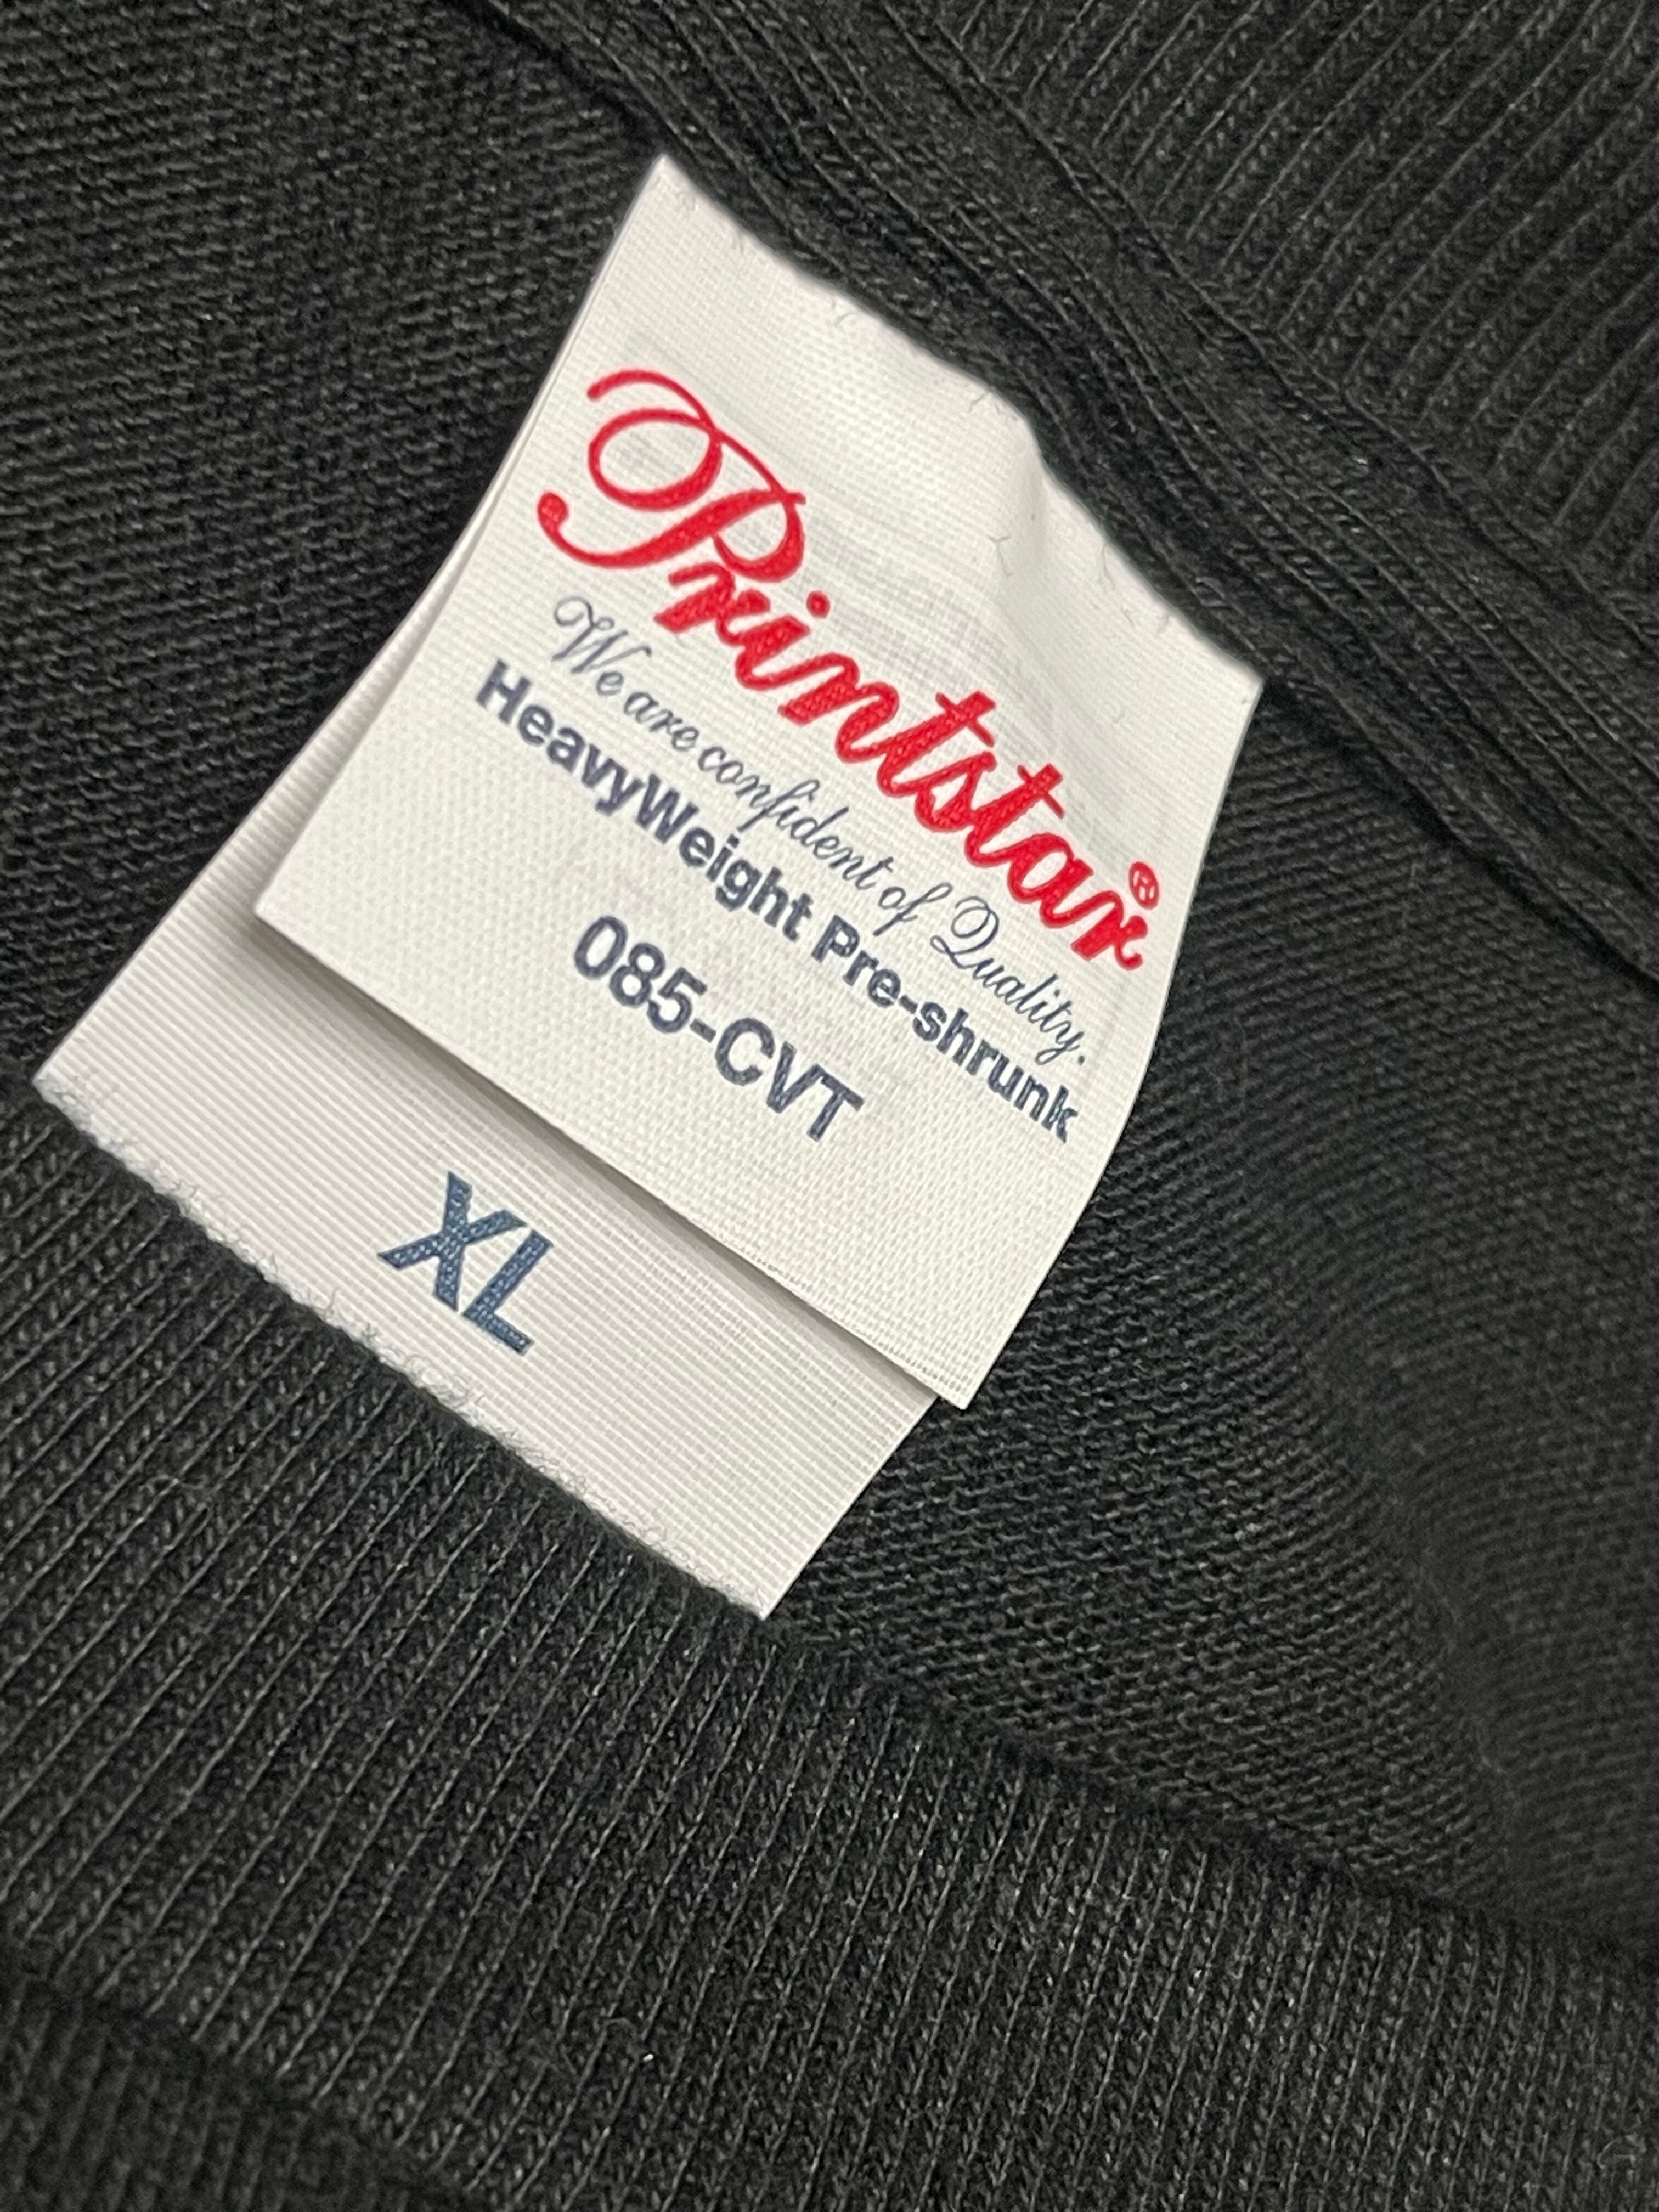 Printstar®
We are confident of Quality.
HeavyWeight Pre-shrunk
085-CVT
XL